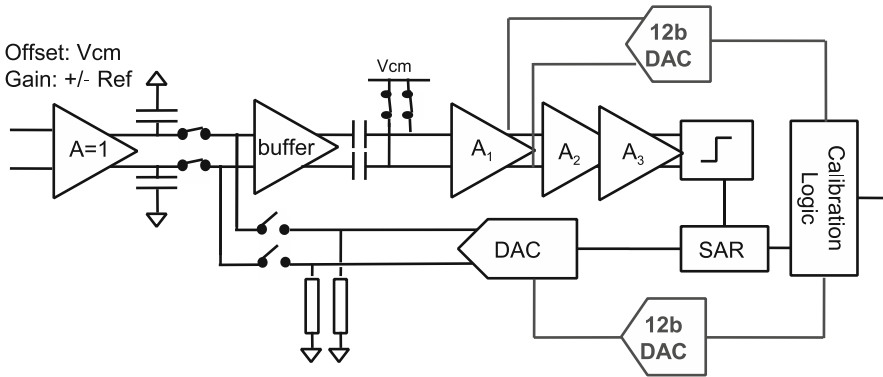 Offset: Vcm
Gain: +/- Ref
A=1
buffer
Vcm
A1
A2
A3
12b
DAC
Calibration
Logic
DAC
SAR
12b
DAC